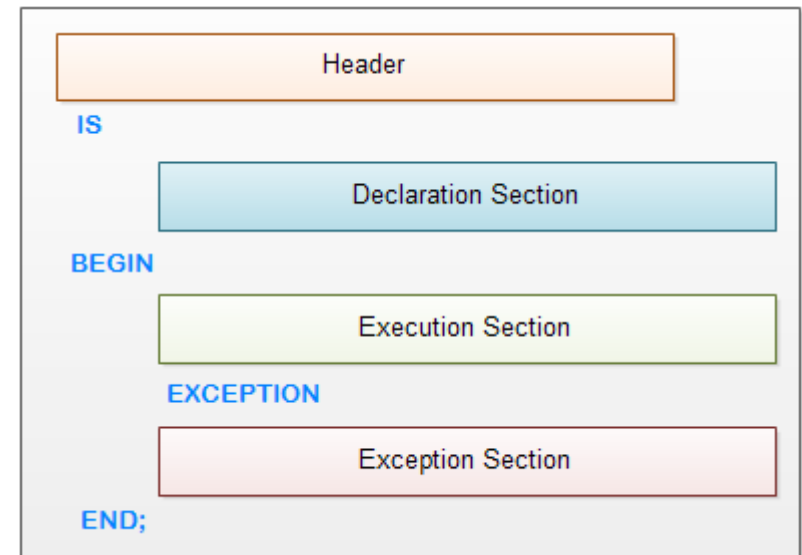 Header
IS
Declaration Section
BEGIN
Execution Section
EXCEPTION
Exception Section
END;